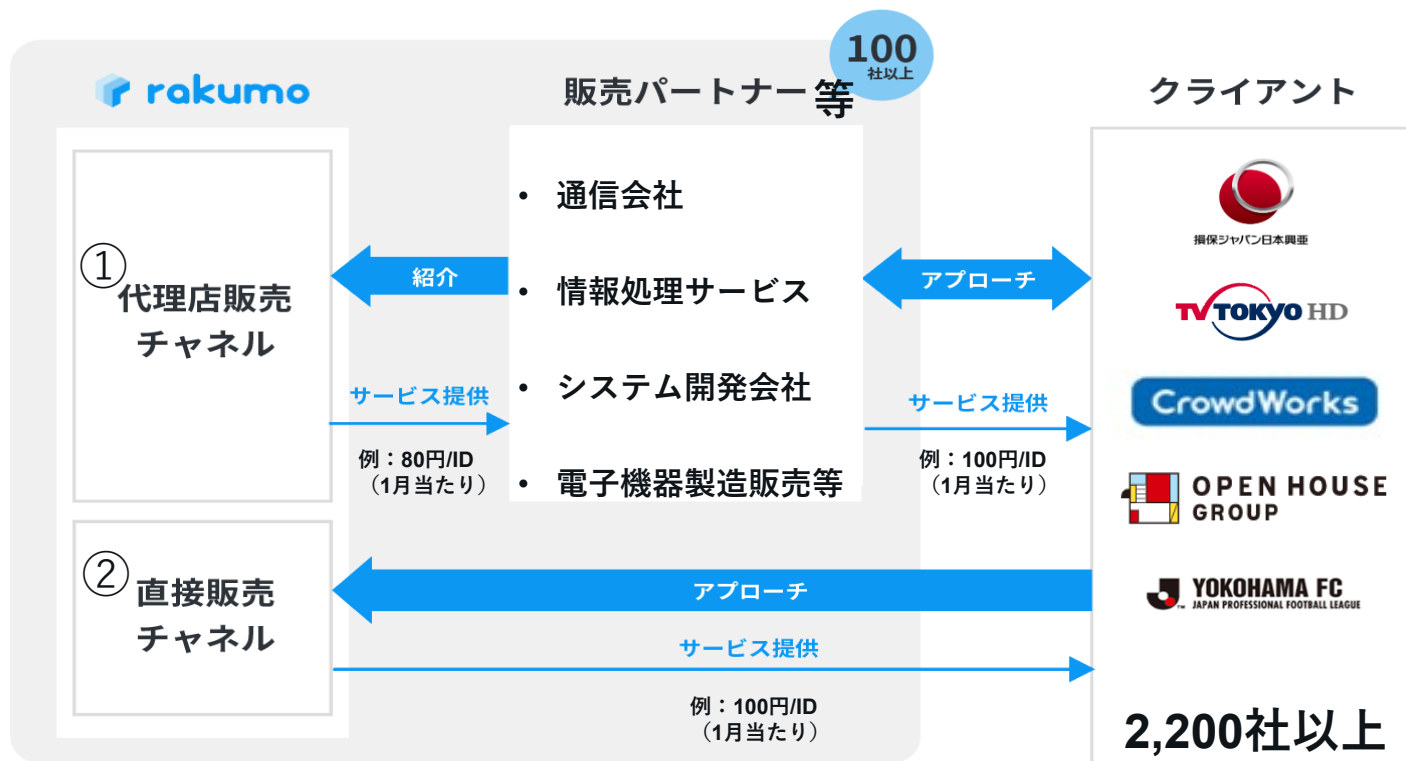 100
社以上
rakumo
販売パートナー等
クライアント
①
代理店販売
チャネル
紹介
サービス提供
例：80円/ID
（1月当たり）
• 通信会社
• 情報処理サービス
• システム開発会社
• 電子機器製造販売等
アプローチ
サービス提供
例：100円/ID
（1月当たり）
損保ジャパン日本興亜
TV TOKYO HD
CrowdWorks
OPEN HOUSE
GROUP
YOKOHAMA FC
JAPAN PROFESSIONAL FOOTBALL LEAGUE
2,200社以上
②
直接販売
チャネル
アプローチ
サービス提供
例：100円/ID
（1月当たり）